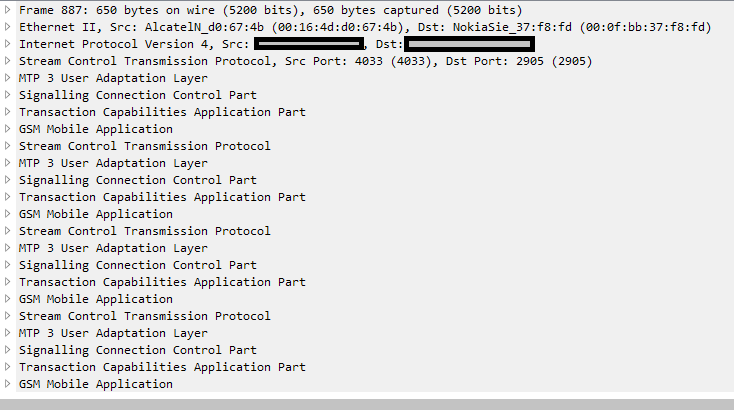 Frame 887: 650 bytes on wire (5200 bits), 650 bytes captured (5200 bits)
Ethernet II, Src: AlcatelN_d0:67:4b (00:16:4d:d0:67:4b), Dst: NokiaSie_37:f8:fd (00:0f:bb:37:f8:fd)
Internet Protocol Version 4, Src: , Dst:
Stream Control Transmission Protocol, Src Port: 4033 (4033), Dst Port: 2905 (2905)
MTP 3 User Adaptation Layer
Signalling Connection Control Part
Transaction Capabilities Application Part
GSM Mobile Application
Stream Control Transmission Protocol
MTP 3 User Adaptation Layer
Signalling Connection Control Part
Transaction Capabilities Application Part
GSM Mobile Application
Stream Control Transmission Protocol
MTP 3 User Adaptation Layer
Signalling Connection Control Part
Transaction Capabilities Application Part
GSM Mobile Application
Stream Control Transmission Protocol
MTP 3 User Adaptation Layer
Signalling Connection Control Part
Transaction Capabilities Application Part
GSM Mobile Application